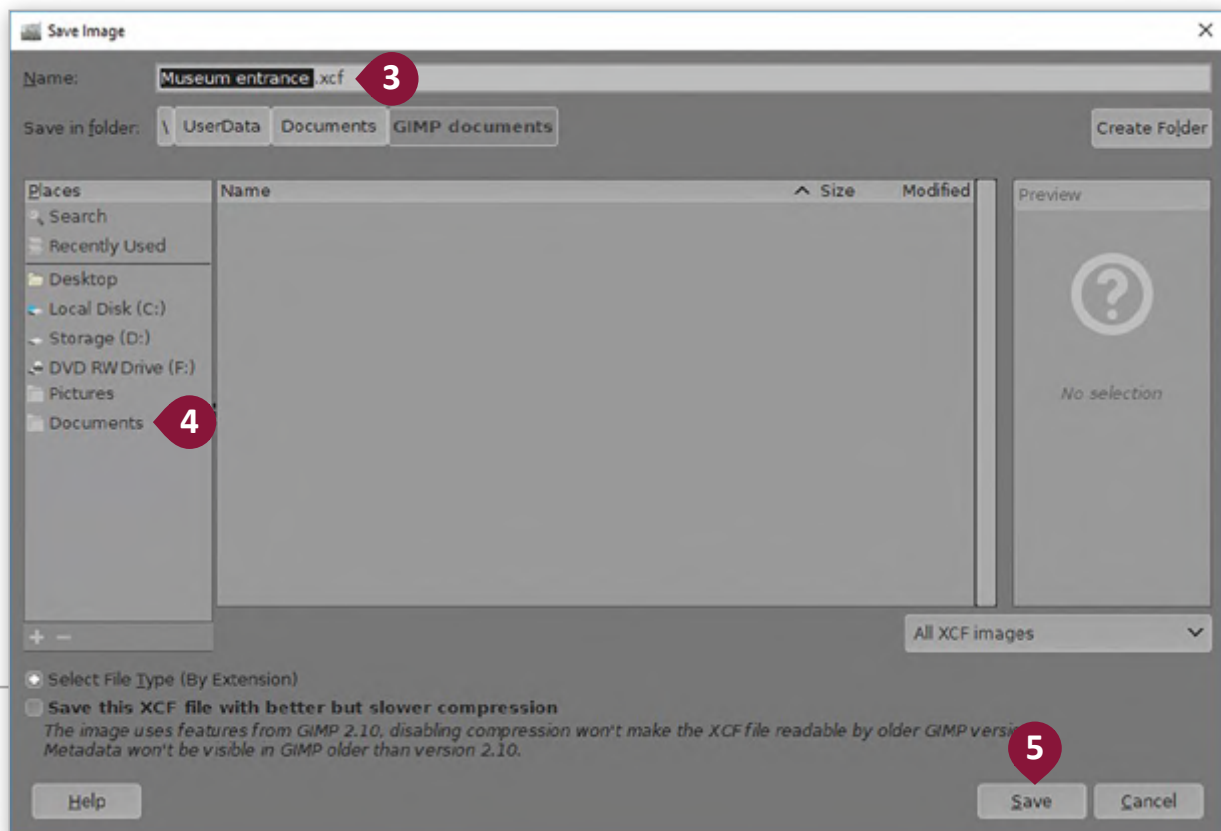 Save Image
Name: Museum entrance .xcf 3
Save in folder: \ UserData Documents GIMP documents Create Folder
Places Name Size Modified Preview
Search
Recently Used
Desktop
Local Disk (C:)
Storage (D:)
DVD RW Drive (F:)
Pictures
No selection
Documents 4
+ -
All XCF images
Select File Type (By Extension)
Save this XCF file with better but slower compression
The image uses features from GIMP 2.10, disabling compression won't make the XCF file readable by older GIMP
Metadata won't be visible in GIMP older than version 2.10.
5
Help Save Cancel